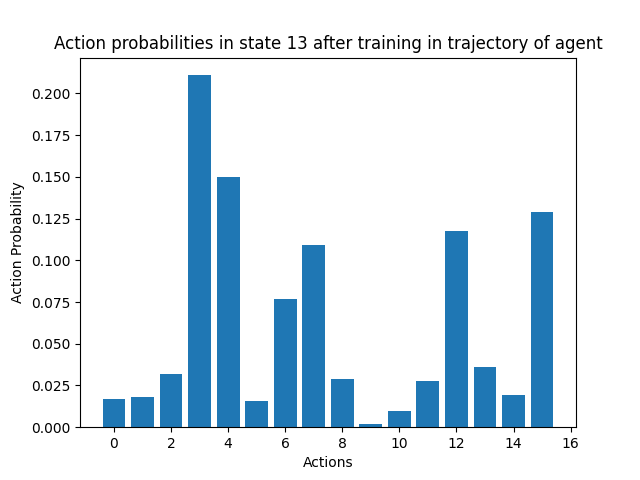 Action probabilities in state 13 after training in trajectory of agent
0.200
0.175
0.150
0.125
0.100
0.075
0.050
0.025
0.000
Action Probability
0 2 4 6 8 10 12 14 16
Actions